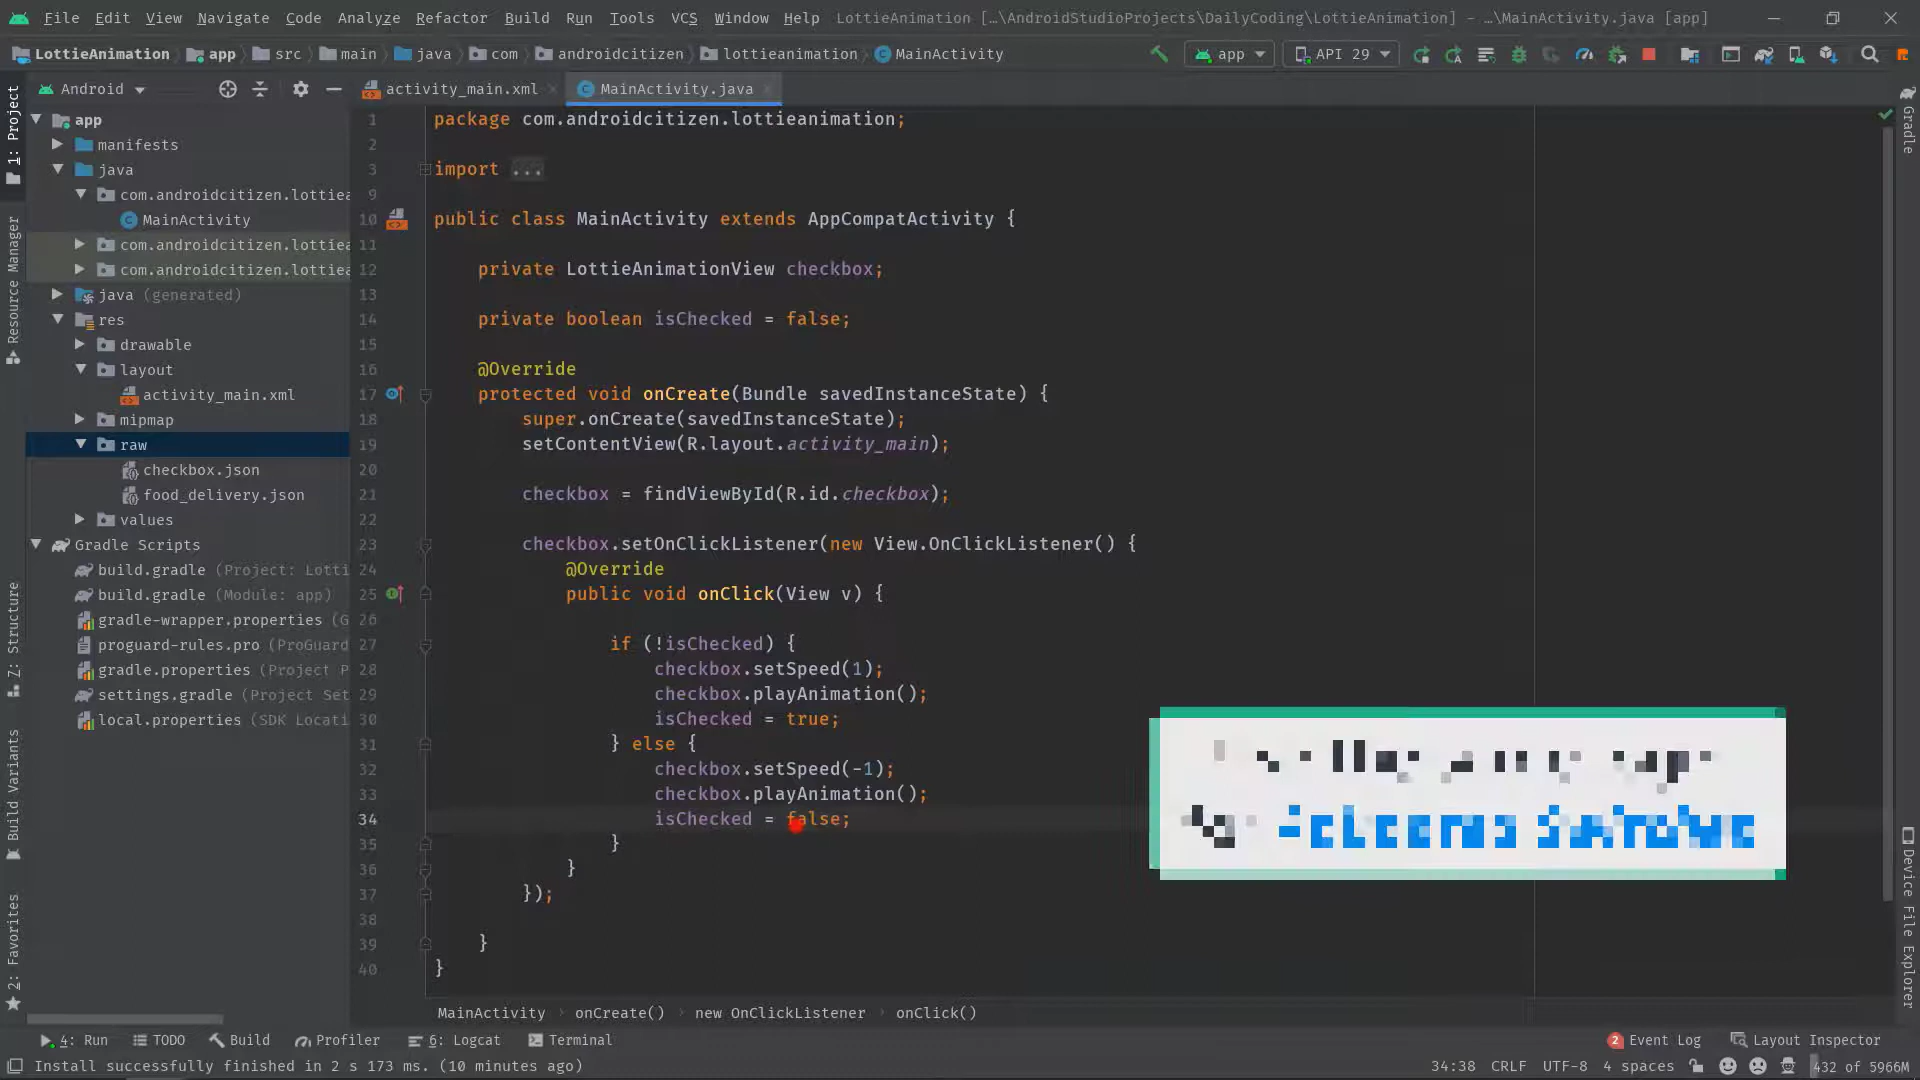 File Edit View Navigate Code Analyze Refactor Build Run Tools VCS Window Help LottieAnimation […\AndroidStudioProjects\DailyCoding\LottieAnimation] - …\MainActivity.java [app]
LottieAnimation app src main java com androidcitizen lottieanimation MainActivity app API 29
Android activity_main.xml MainActivity.java
1: Project
Resource Manager
Z: Structure
Build Variants
2: Favorites
app
manifests
java
com.androidcitizen.lottiea
MainActivity
com.androidcitizen.lottiea
com.androidcitizen.lottiea
java (generated)
res
drawable
layout
activity_main.xml
mipmap
raw
checkbox.json
food_delivery.json
values
Gradle Scripts
build.gradle (Project: Lotti
build.gradle (Module: app)
gradle-wrapper.properties (G
proguard-rules.pro (ProGuard
gradle.properties (Project P
settings.gradle (Project Set
local.properties (SDK Locati
1 package com.androidcitizen.lottieanimation;
2
3 import ...
9
10 public class MainActivity extends AppCompatActivity {
11
12 private LottieAnimationView checkbox;
13
14 private boolean isChecked = false;
15
16 @Override
17 protected void onCreate(Bundle savedInstanceState) {
18 super.onCreate(savedInstanceState);
19 setContentView(R.layout.activity_main);
20
21 checkbox = findViewById(R.id.checkbox);
22
23 checkbox.setOnClickListener(new View.OnClickListener() {
24 @Override
25 public void onClick(View v) {
26
27 if (!isChecked) {
28 checkbox.setSpeed(1);
29 checkbox.playAnimation();
30 isChecked = true;
31 } else {
32 checkbox.setSpeed(-1);
33 checkbox.playAnimation();
34 isChecked = false;
35 }
36 }
37 });
38
39 }
40 }
Gradle
Device File Explorer
MainActivity › onCreate() › new OnClickListener › onClick()
4: Run TODO Build Profiler 6: Logcat Terminal 2 Event Log Layout Inspector
Install successfully finished in 2 s 173 ms. (10 minutes ago) 34:38 CRLF UTF-8 4 spaces 432 of 5966M